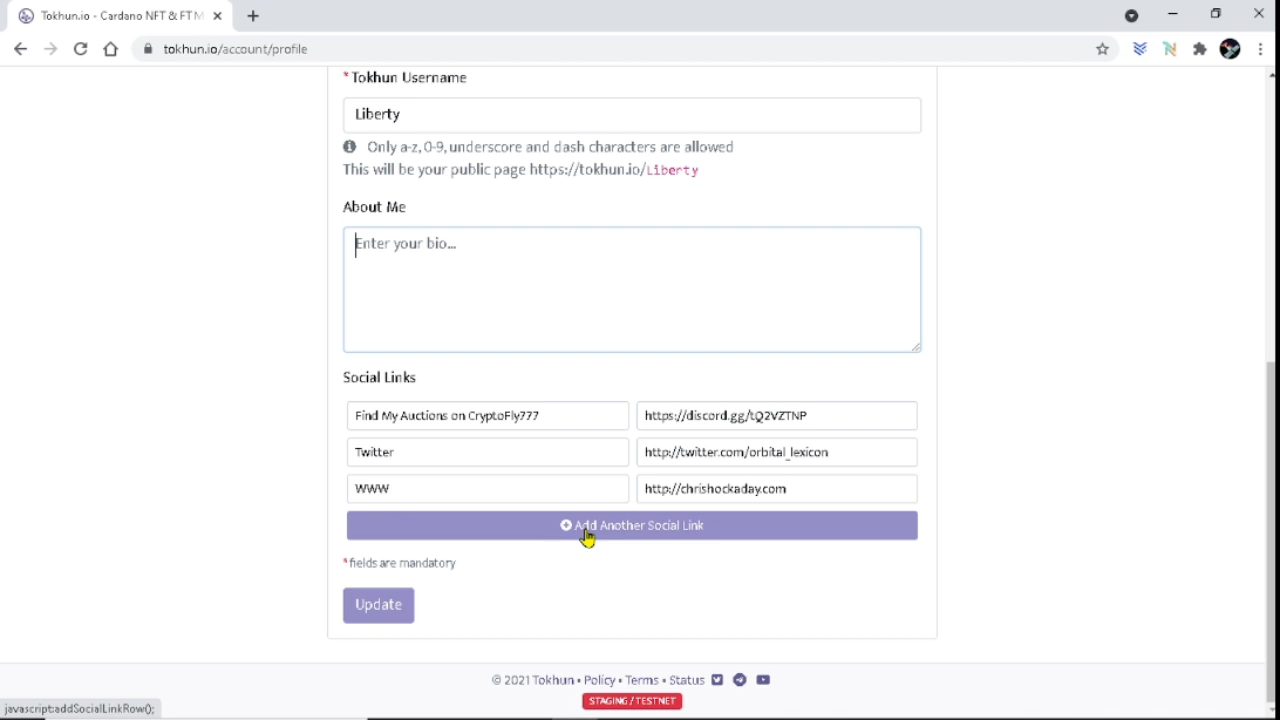 Tokhun.io - Cardano NFT & FT M
tokhun.io/account/profile
* Tokhun Username
Liberty
Only a-z, 0-9, underscore and dash characters are allowed
This will be your public page https://tokhun.io/Liberty
About Me
Enter your bio...
Social Links
Find My Auctions on CryptoFly777 https://discord.gg/tQ2VZTNP
Twitter http://twitter.com/orbital_lexicon
WWW http://chrishockaday.com
Add Another Social Link
* fields are mandatory
Update
© 2021 Tokhun • Policy • Terms • Status
STAGING / TESTNET
javascript:addSocialLinkRow();